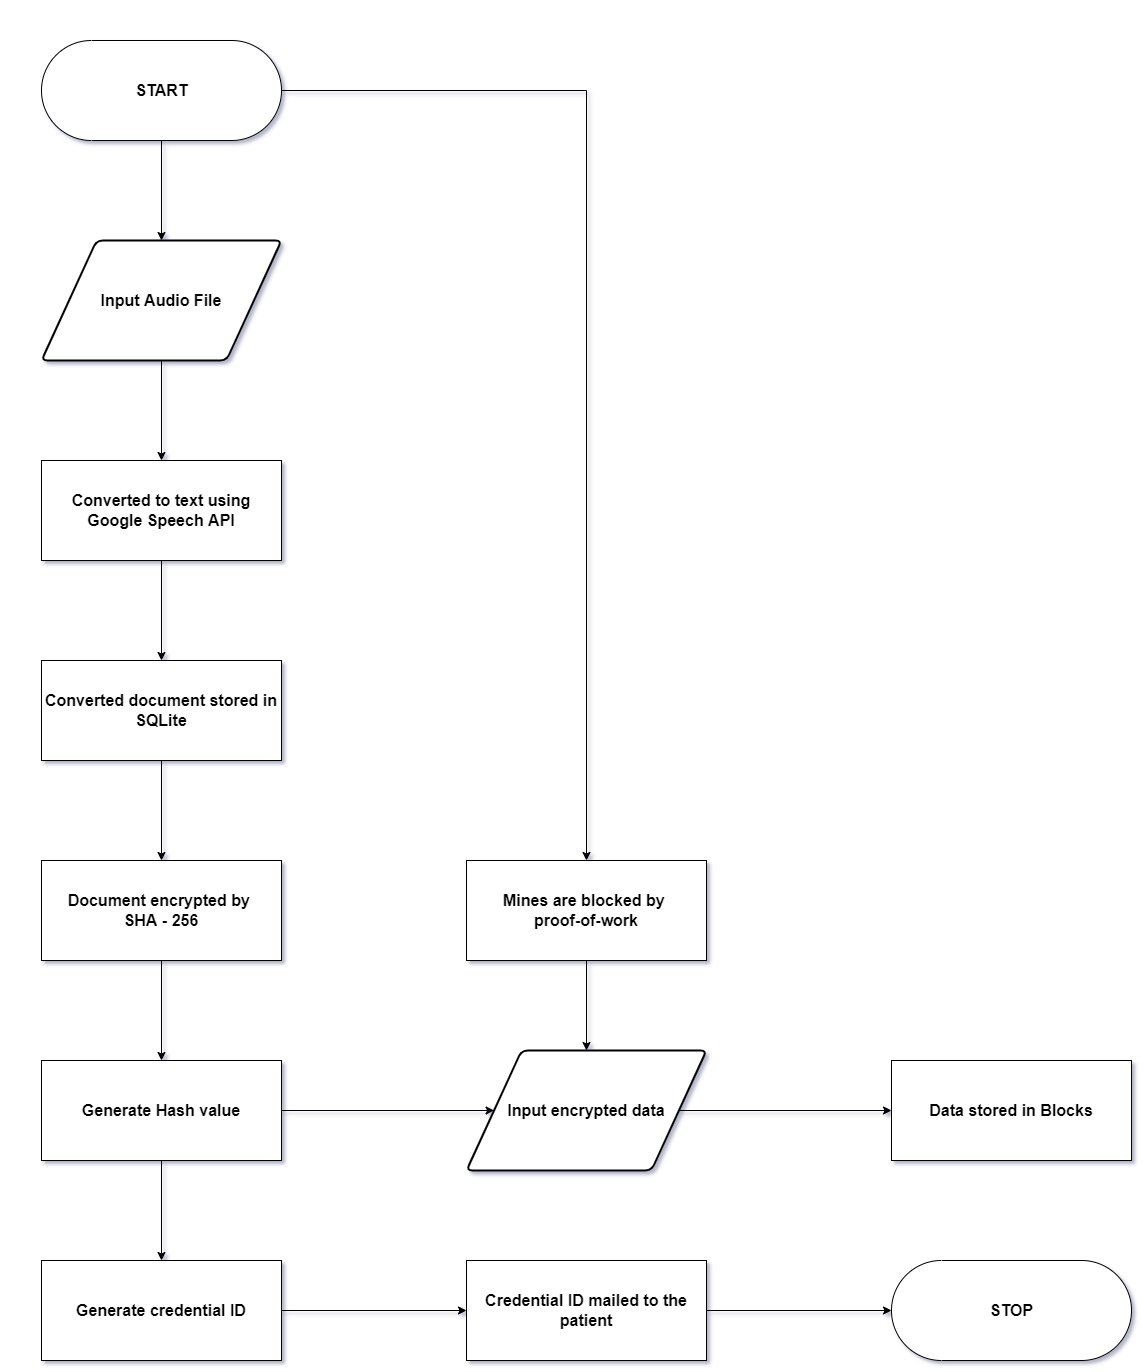 START
Input Audio File
Converted to text using
Google Speech API
Converted document stored in
SQLite
Document encrypted by
SHA - 256
Mines are blocked by
proof-of-work
Generate Hash value
Input encrypted data
Data stored in Blocks
Generate credential ID
Credential ID mailed to the
patient
STOP